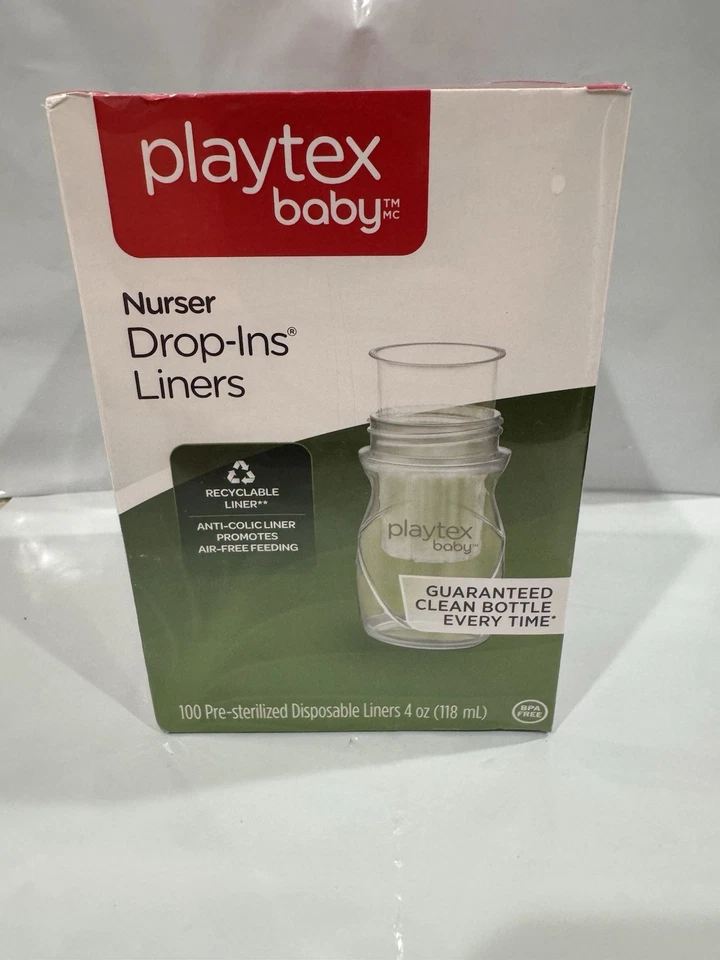 playtex
baby™
MC
Nurser
Drop-Ins®
Liners
RECYCLABLE
LINER**
ANTI-COLIC LINER
PROMOTES
AIR-FREE FEEDING
playtex
baby™
GUARANTEED
CLEAN BOTTLE
EVERY TIME*
100 Pre-sterilized Disposable Liners 4 oz (118 mL)
BPA
FREE